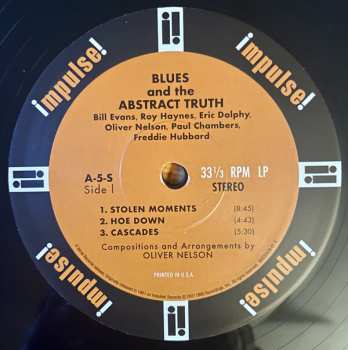 impulse!
BLUES
and the
ABSTRACT TRUTH
Bill Evans, Roy Haynes, Eric Dolphy,
Oliver Nelson, Paul Chambers,
Freddie Hubbard
A-5-S
Side I
33⅓ RPM LP
STEREO
1. STOLEN MOMENTS (8:45)
2. HOE DOWN (4:43)
3. CASCADES (5:30)
Compositions and Arrangements by
OLIVER NELSON
PRINTED IN U.S.A.
impulse!
impulse!
impulse!